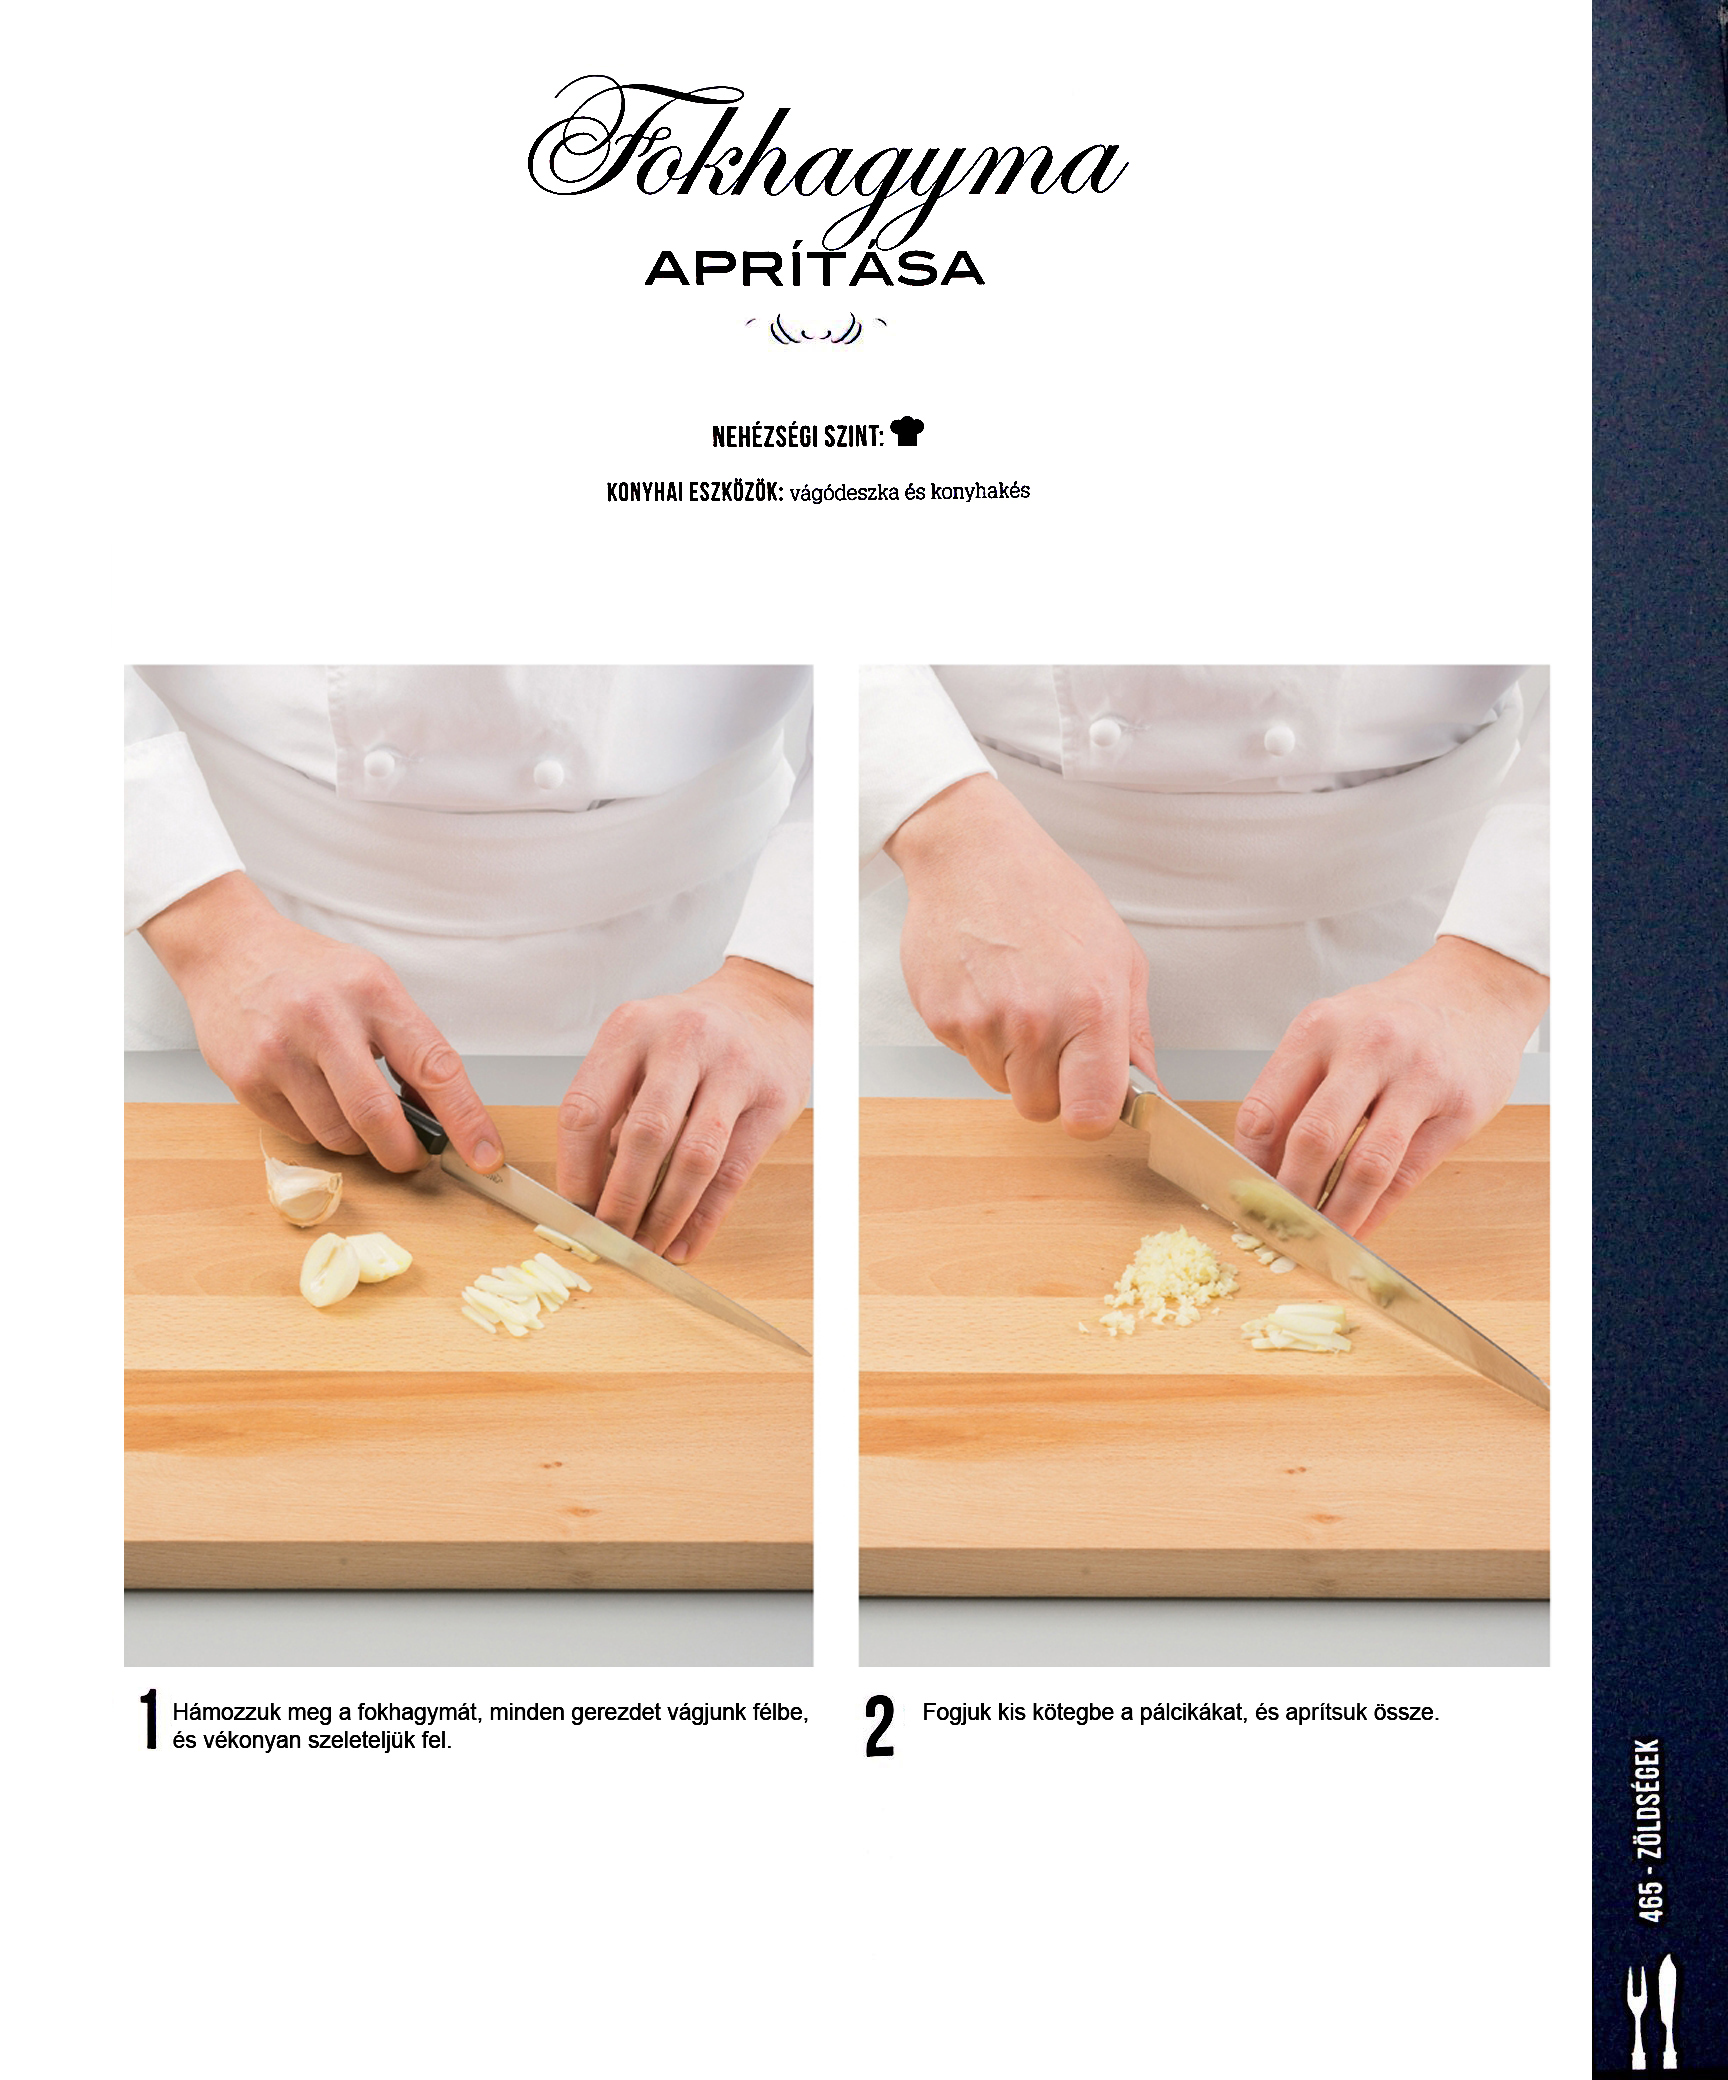 Fokhagyma
APRÍTÁSA
NEHÉZSÉGI SZINT:
KONYHAI ESZKÖZÖK: vágódeszka és konyhakés
1 Hámozzuk meg a fokhagymát, minden gerezdet vágjunk félbe,
és vékonyan szeleteljük fel.
2 Fogjuk kis kötegbe a pálcikákat, és aprítsuk össze.
465 - ZÖLDSÉGEK